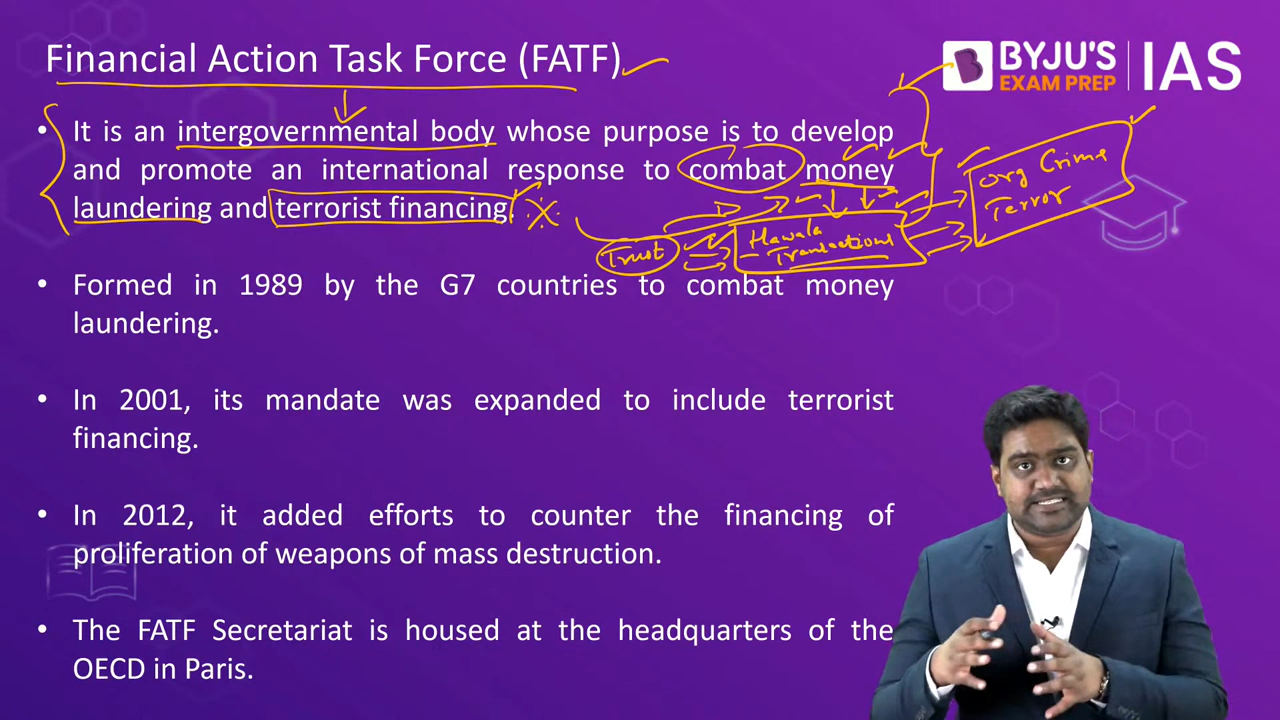 Financial Action Task Force (FATF)
BYJU'S
EXAM PREP
IAS
• It is an intergovernmental body whose purpose is to develop
and promote an international response to combat money
laundering and terrorist financing.
Org Crime
Terror
Trust
Hawala
Transactions
• Formed in 1989 by the G7 countries to combat money
laundering.
• In 2001, its mandate was expanded to include terrorist
financing.
• In 2012, it added efforts to counter the financing of
proliferation of weapons of mass destruction.
• The FATF Secretariat is housed at the headquarters of the
OECD in Paris.